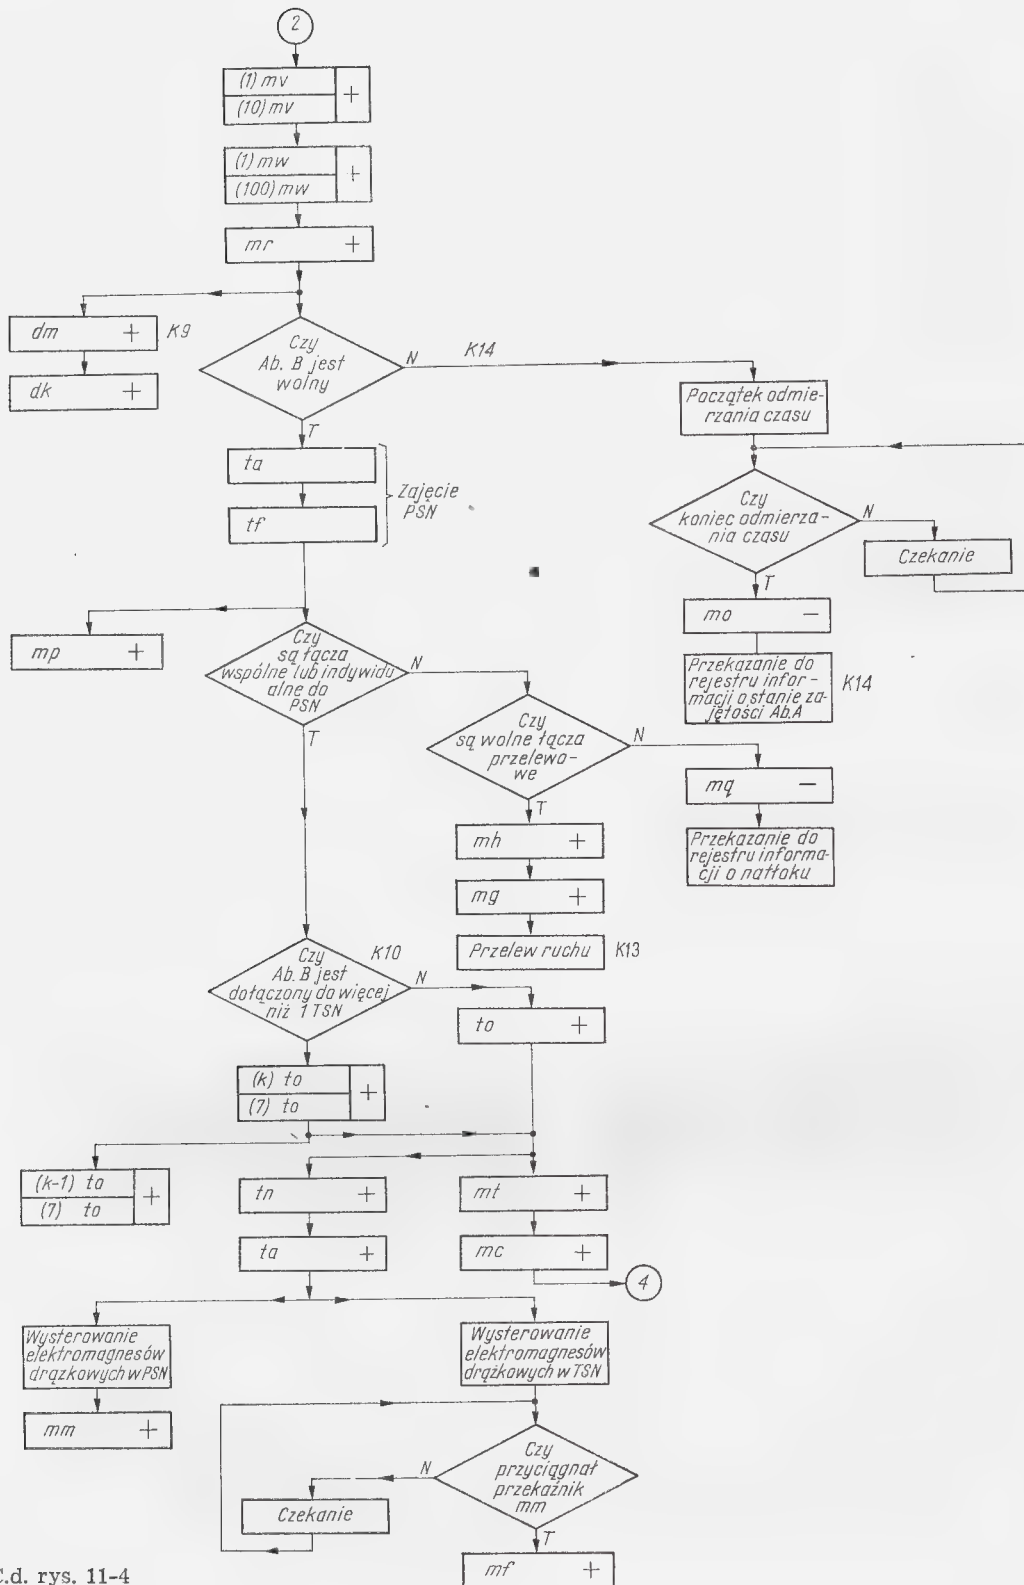 2
(1) mv
(10) mv
+
(1) mw
(100) mw
+
mr +
dm +
K9
dk +
Czy
Ab. B jest
wolny
N
K14
T
Początek odmie-
rzania czasu
ta
tf
Zajęcie
PSN
Czy
koniec odmierza-
nia czasu
N
Czekanie
T
mo −
Przekazanie do
rejestru infor-
macji o stanie za-
jętości Ab.A
K14
mp +
Czy
są łącza
wspólne lub indywidu
alne do
PSN
N
T
Czy
są wolne łącza
przelewo-
we
N
T
mq −
Przekazanie do
rejestru informa-
cji o natłoku
mh +
mg +
Przelew ruchu
K13
Czy
Ab. B jest
dołączony do więcej
niż 1 TSN
K10
N
to +
T
(k) to
(7) to
+
(k-1) to
(7) to
+
tn +
mt +
ta +
mc +
4
Wysterowanie
elektromagnesów
drążkowych w PSN
mm +
Wysterowanie
elektromagnesów
drążkowych w TSN
Czy
przyciągnął
przekaźnik
mm
N
Czekanie
T
mf +
C.d. rys. 11-4